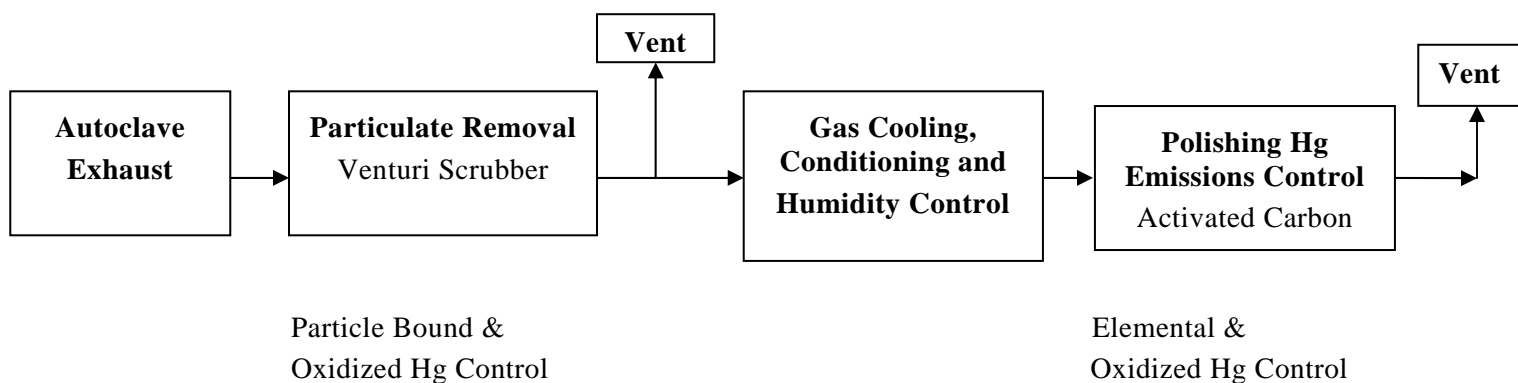 Vent
Vent
Autoclave
Exhaust
Particulate Removal
Venturi Scrubber
Gas Cooling,
Conditioning and
Humidity Control
Polishing Hg
Emissions Control
Activated Carbon
Particle Bound &
Oxidized Hg Control
Elemental &
Oxidized Hg Control